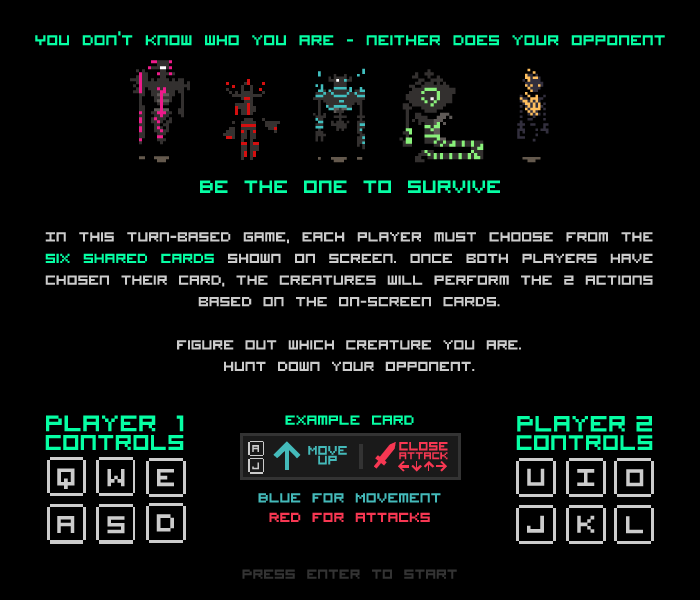 YOU DON'T KNOW WHO YOU ARE - NEITHER DOES YOUR OPPONENT
BE THE ONE TO SURVIVE
IN THIS TURN-BASED GAME, EACH PLAYER MUST CHOOSE FROM THE
SIX SHARED CARDS SHOWN ON SCREEN. ONCE BOTH PLAYERS HAVE
CHOSEN THEIR CARD, THE CREATURES WILL PERFORM THE 2 ACTIONS
BASED ON THE ON-SCREEN CARDS.
FIGURE OUT WHICH CREATURE YOU ARE.
HUNT DOWN YOUR OPPONENT.
PLAYER 1
CONTROLS
Q W E
A S D
EXAMPLE CARD
A
J
MOVE
UP
CLOSE
ATTACK
←↓↑→
BLUE FOR MOVEMENT
RED FOR ATTACKS
PLAYER 2
CONTROLS
U I O
J K L
PRESS ENTER TO START